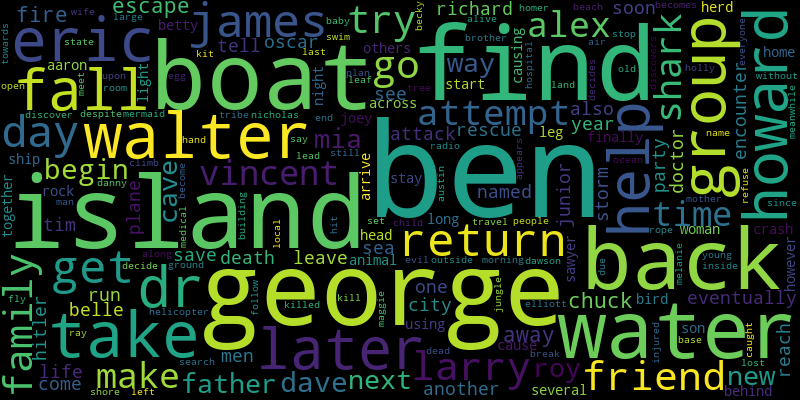 fire
wife
escape
betty
large
james
last
swim
baby
try
richard
becky
homer
alex
beach
soon
becomes
herd
towards
eric
oscar
tell
others
causing
hospital
brother
alive
stop
air
holly
everyone
state
aaron
kit
go
way
decides
old
shark
home
open
fall
boat
find
group
howard
meet
upon
egg
plan
leaf
see
start
land
discovers
without
room
light
night
across
tree
discover
despite
mermaid
tribe
nicholas
joey
attempt
also
help
name
encounter
meanwhile
day
walter
hand
say
end
radio
year
party
finally
ship
climb
lead
still
mia
attack
rescue
leg
doctor
begin
cave
vincent
arrive
ben
appears
ocean
together
rock
danny
become
stay
austin
named
junior
storm
refuse
since
man
medical
building
local
hit
set
child
long
travel
people
time
mother
woman
crash
tim
plane
island
head
sea
return
sawyer
rope
however
family
along
save
death
leave
animal
evil
outside
morning
dawson
due
melanie
back
young
inside
get
decide
ground
dr
george
one
city
jungle
elliott
chuck
bird
eventually
fly
run
helicopter
follow
killed
kill
maggie
using
son
base
caught
hitler
belle
ray
take
later
away
cause
water
injured
lost
reach
life
men
dead
break
come
search
larry
roy
friend
new
make
father
dave
next
another
several
behind
shore
left